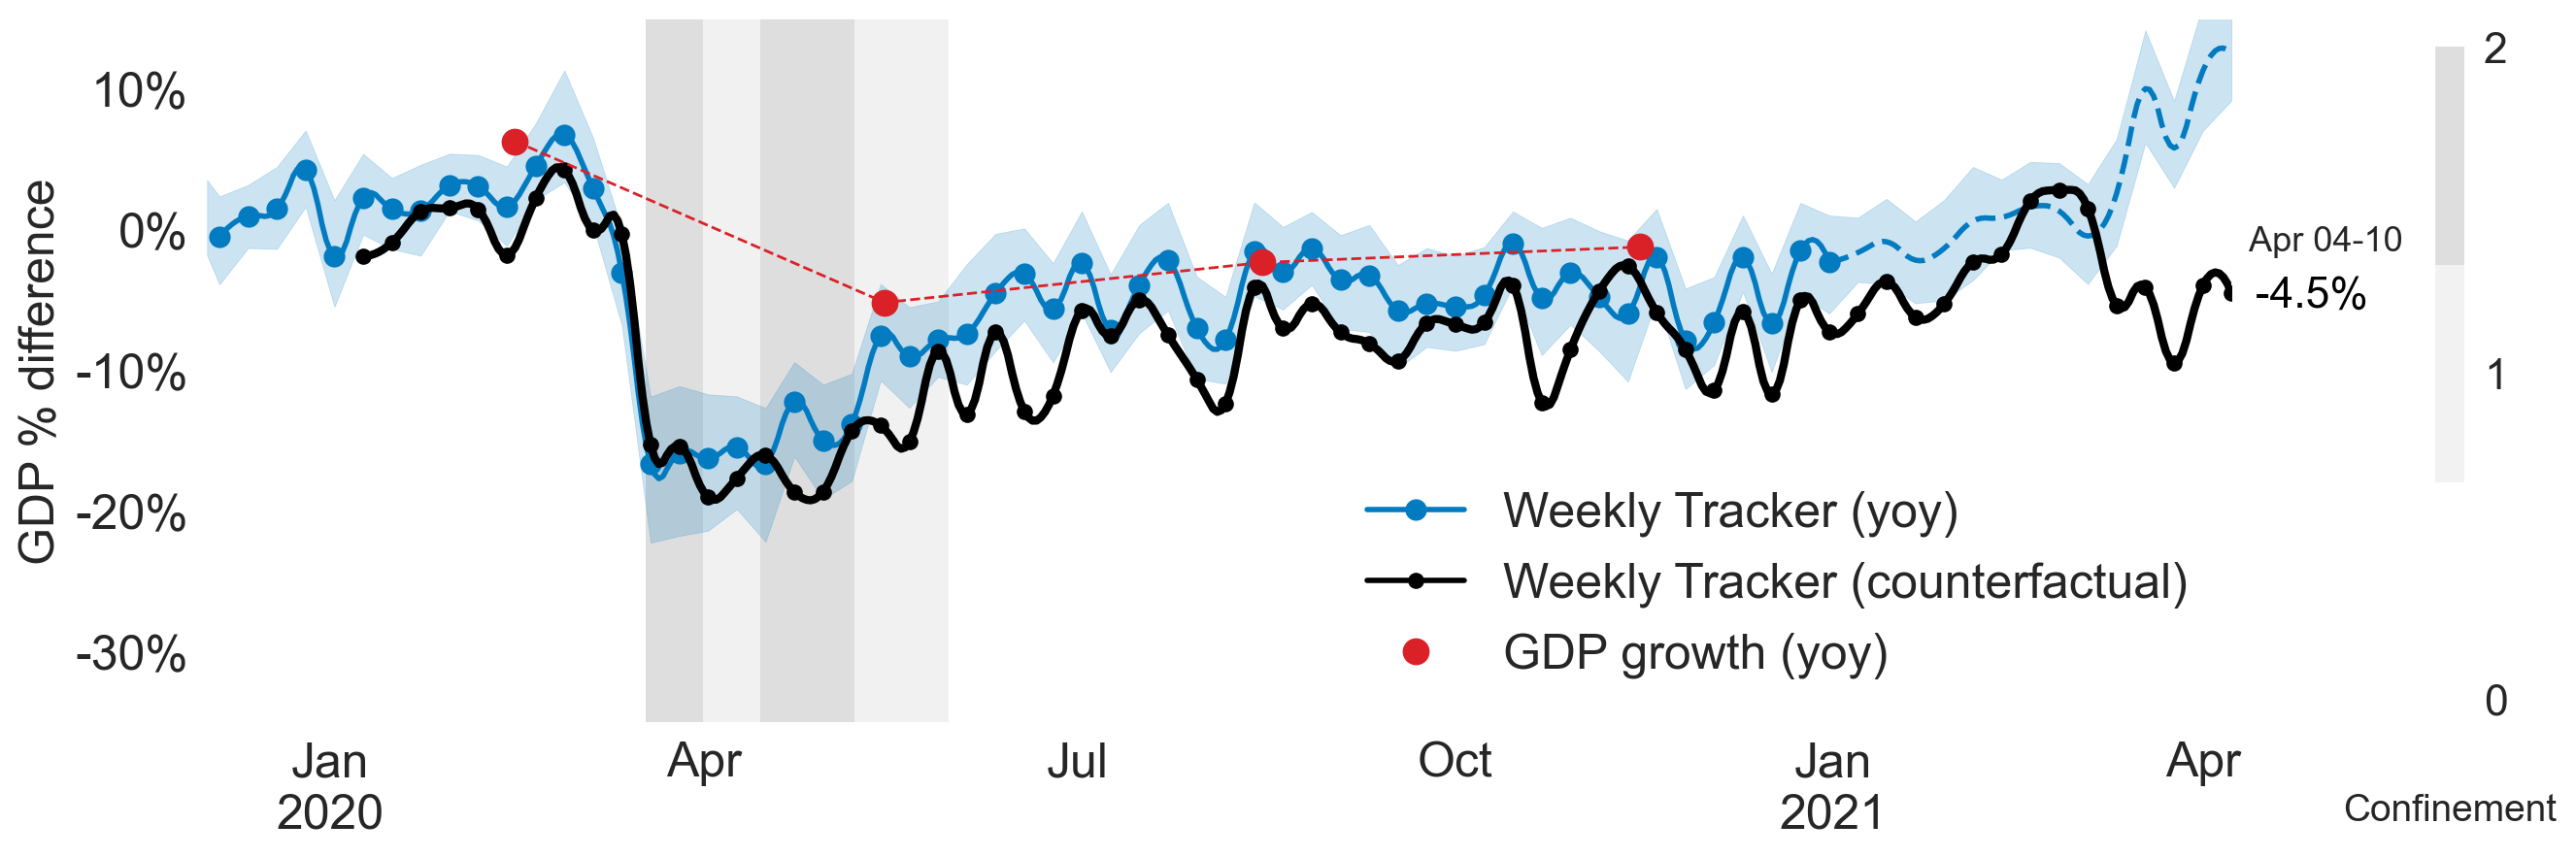 GDP % difference
10%
0%
-10%
-20%
-30%
Jan
2020
Apr
Jul
Oct
Jan
2021
Apr
Weekly Tracker (yoy)
Weekly Tracker (counterfactual)
GDP growth (yoy)
Apr 04-10
-4.5%
2
1
0
Confinement